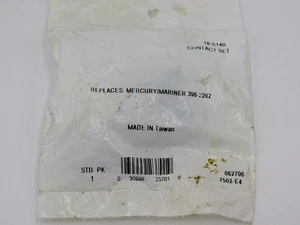 18-5140
CONTACT SET
REPLACES MERCURY/MARINER 398-2202
MADE IN Taiwan
STD. PK
1
062706
7502-E4